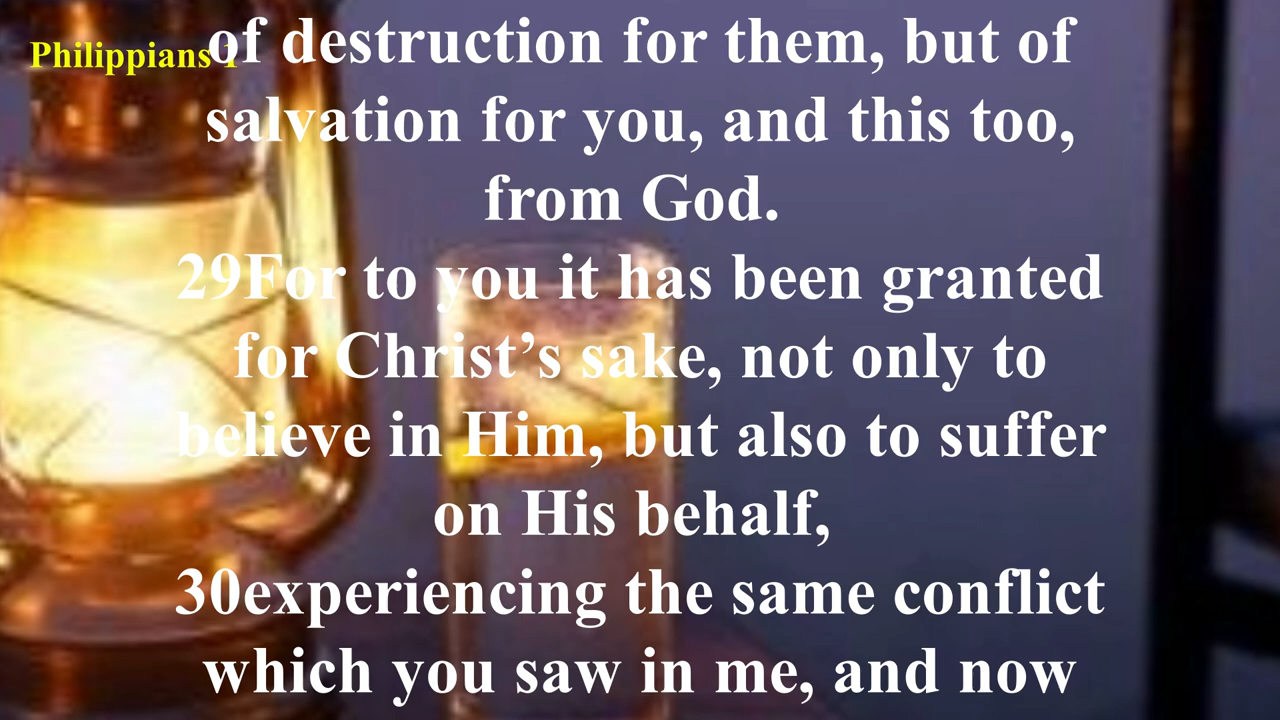 Philippians 1
of destruction for them, but of
salvation for you, and this too,
from God.
29For to you it has been granted
for Christ’s sake, not only to
believe in Him, but also to suffer
on His behalf,
30experiencing the same conflict
which you saw in me, and now